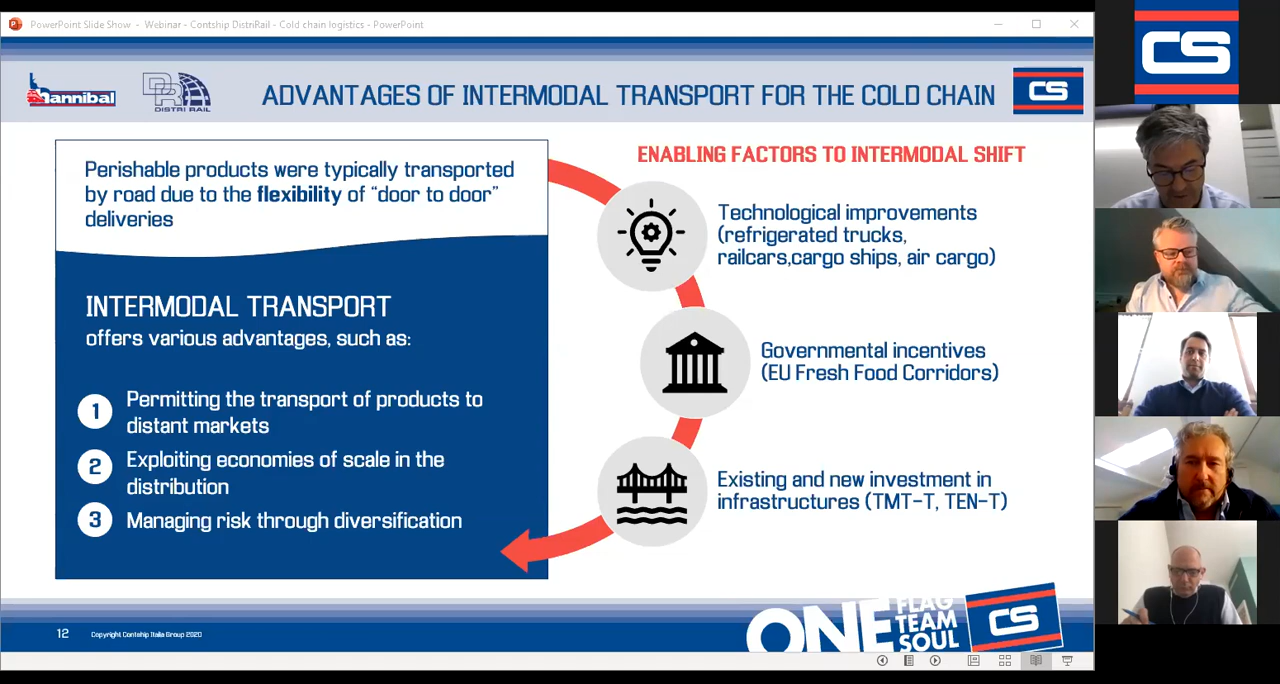 PowerPoint Slide Show - Webinar - Contship DistriRail - Cold chain logistics - PowerPoint
hannibal
DR
DISTRI RAIL
ADVANTAGES OF INTERMODAL TRANSPORT FOR THE COLD CHAIN
CS
CS
Perishable products were typically transported
by road due to the flexibility of “door to door”
deliveries
INTERMODAL TRANSPORT
offers various advantages, such as:
1 Permitting the transport of products to
distant markets
2 Exploiting economies of scale in the
distribution
3 Managing risk through diversification
ENABLING FACTORS TO INTERMODAL SHIFT
Technological improvements
(refrigerated trucks,
railcars,cargo ships, air cargo)
Governmental incentives
(EU Fresh Food Corridors)
Existing and new investment in
infrastructures (TMT-T, TEN-T)
12
Copyright Contship Italia Group 2020
ONE
FLAG
TEAM
SOUL
CS